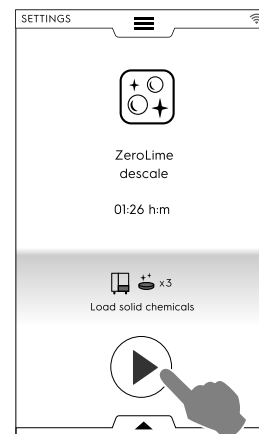 SETTINGS
ZeroLime
descale
01:26 h:m
x3
Load solid chemicals